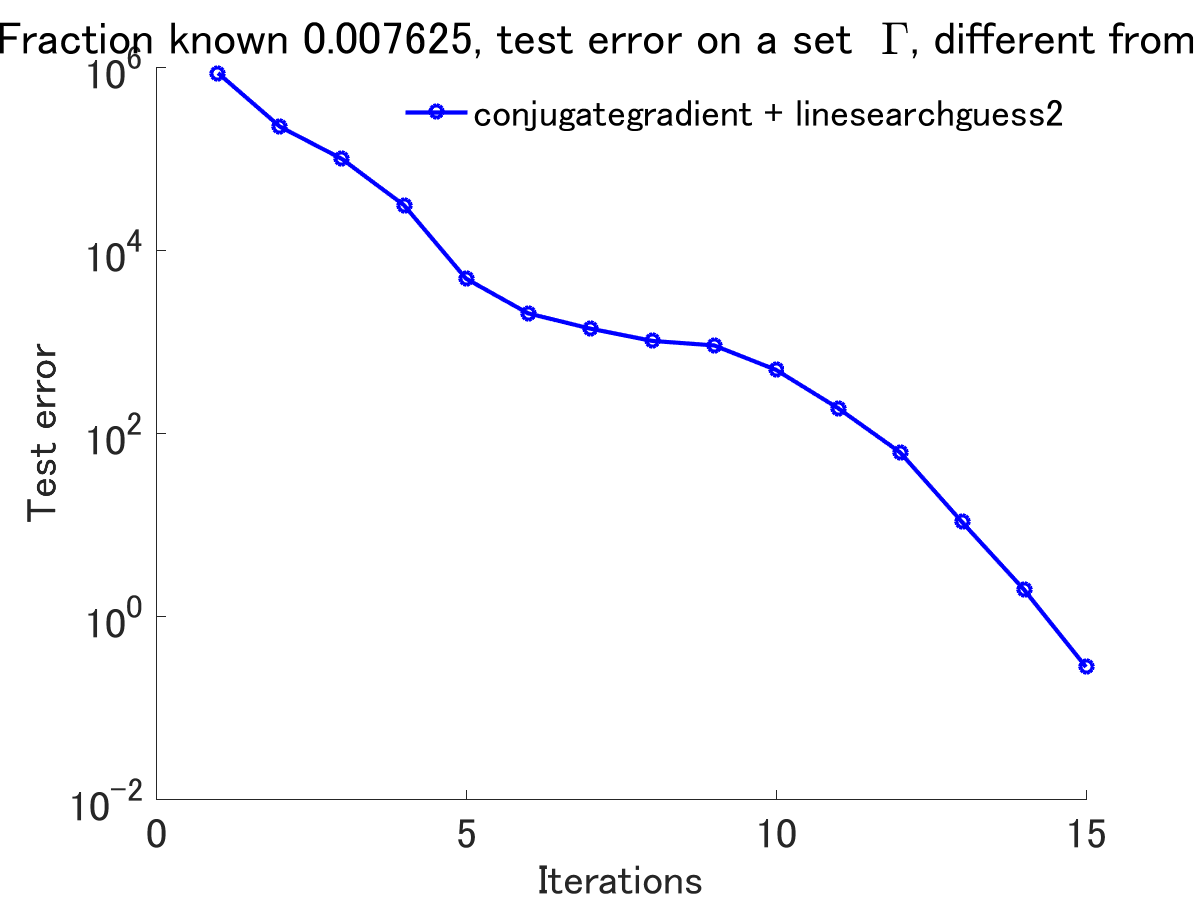 Fraction known 0.007625, test error on a set Γ, different from
10^6
conjugategradient + linesearchguess2
10^4
10^2
10^0
10^-2
Test error
0 5 10 15
Iterations